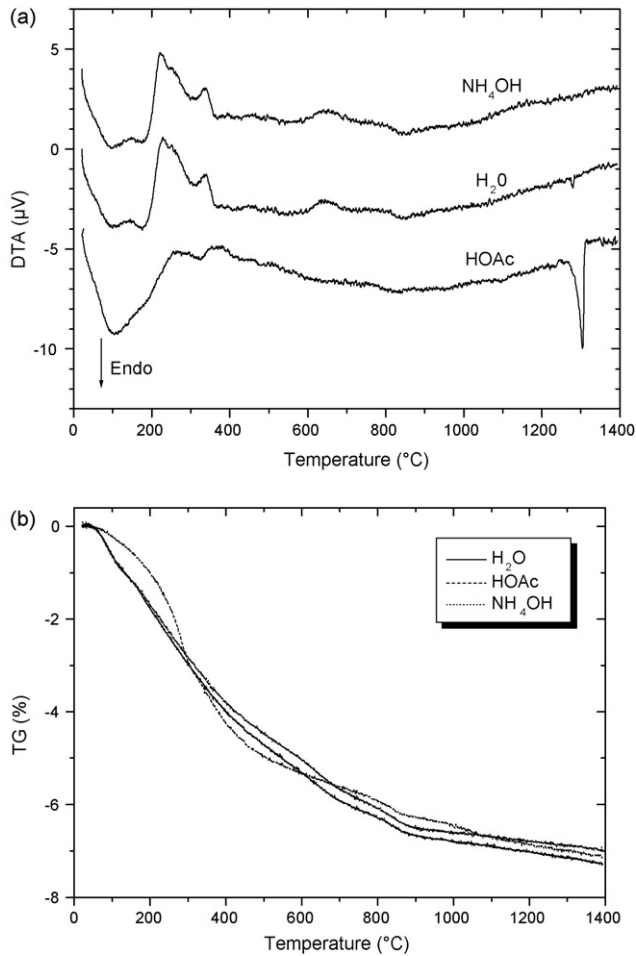 (a)
5
0
-5
-10
DTA (µV)
NH₄OH
H₂0
HOAc
Endo
0 200 400 600 800 1000 1200 1400
Temperature (°C)
(b)
0
-2
-4
-6
-8
TG (%)
H₂O
HOAc
NH₄OH
0 200 400 600 800 1000 1200 1400
Temperature (°C)